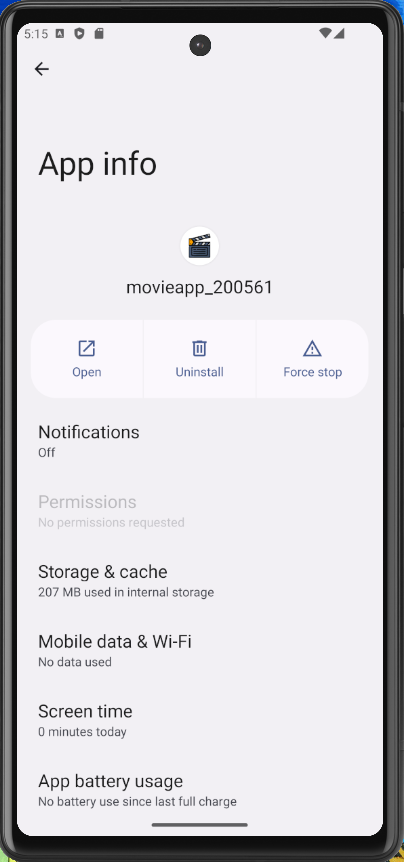 5:15
App info
movieapp_200561
Open
Uninstall
Force stop
Notifications
Off
Permissions
No permissions requested
Storage & cache
207 MB used in internal storage
Mobile data & Wi-Fi
No data used
Screen time
0 minutes today
App battery usage
No battery use since last full charge